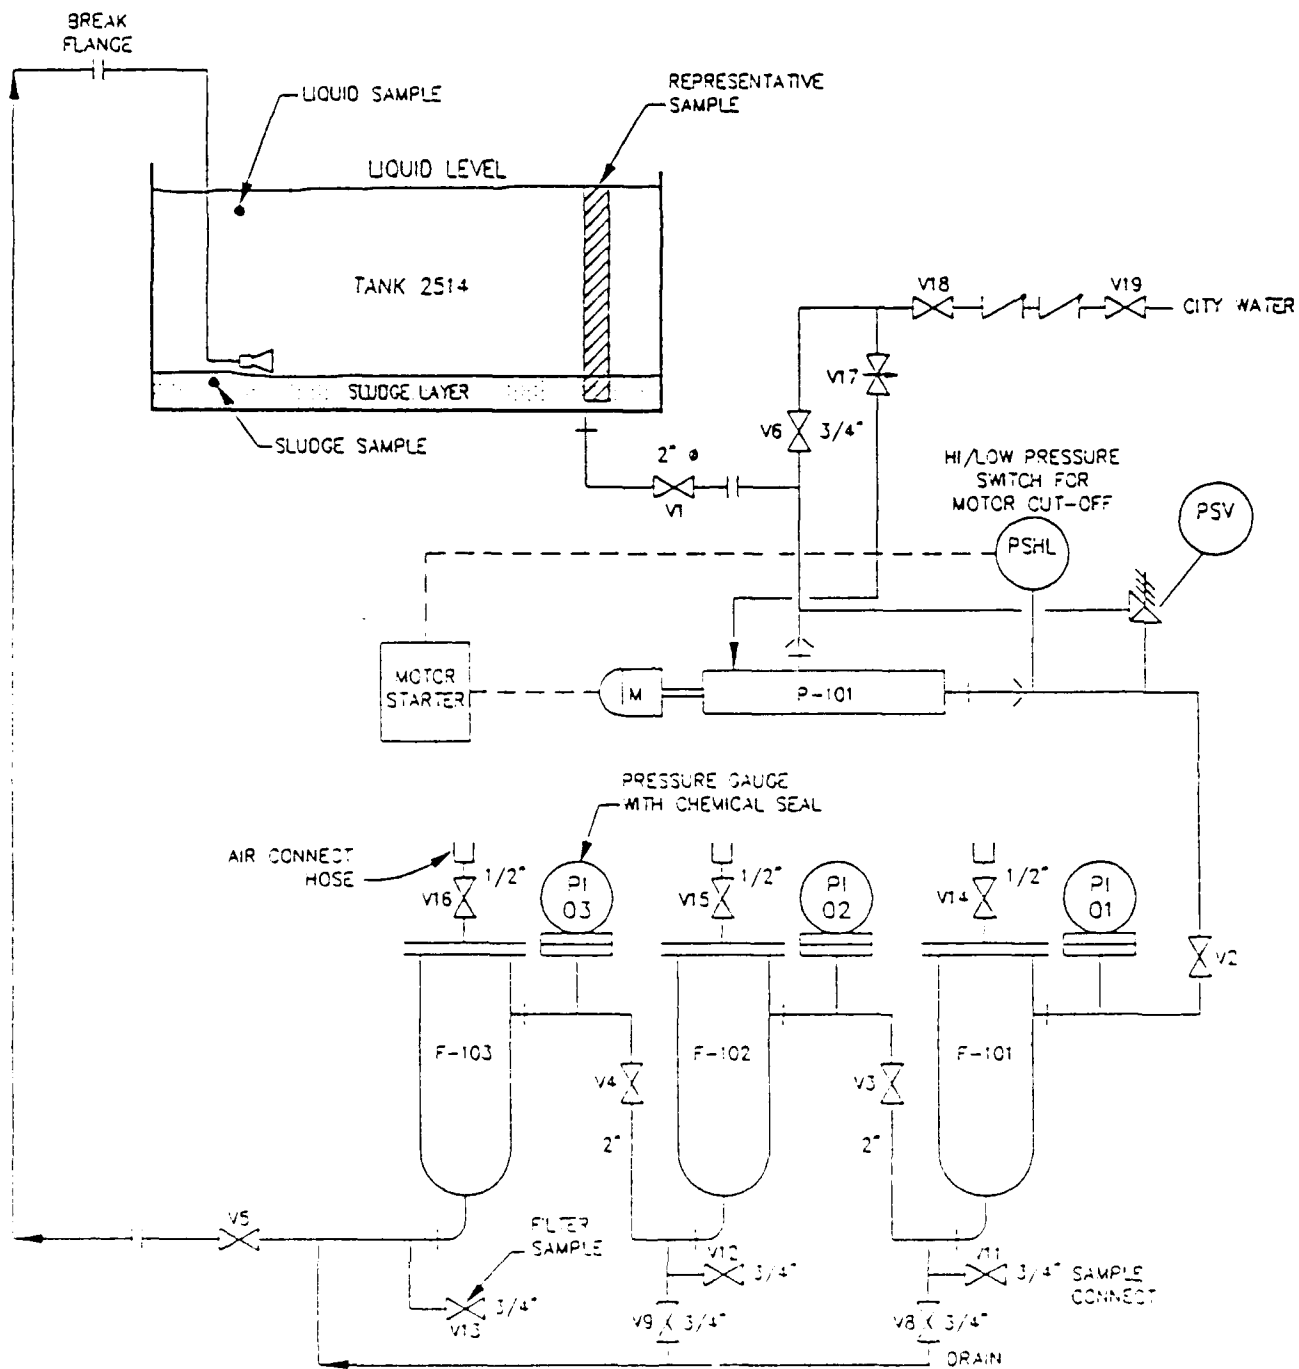 BREAK
FLANGE
LIQUID SAMPLE
REPRESENTATIVE
SAMPLE
LIQUID LEVEL
TANK 2514
SLUDGE LAYER
SLUDGE SAMPLE
V18
V19
CITY WATER
V17
V6
3/4"
2" ø
V1
HI/LOW PRESSURE
SWITCH FOR
MOTOR CUT-OFF
PSHL
PSV
MOTOR
STARTER
M
P-101
PRESSURE GAUGE
WITH CHEMICAL SEAL
AIR CONNECT
HOSE
V16
1/2"
PI
03
V15
1/2"
PI
02
V14
1/2"
PI
01
V2
F-103
V4
2"
F-102
V3
2"
F-101
V5
FILTER
SAMPLE
V13
3/4"
V12
3/4"
V9
3/4"
V11
3/4"
SAMPLE
CONNECT
V8
3/4"
DRAIN